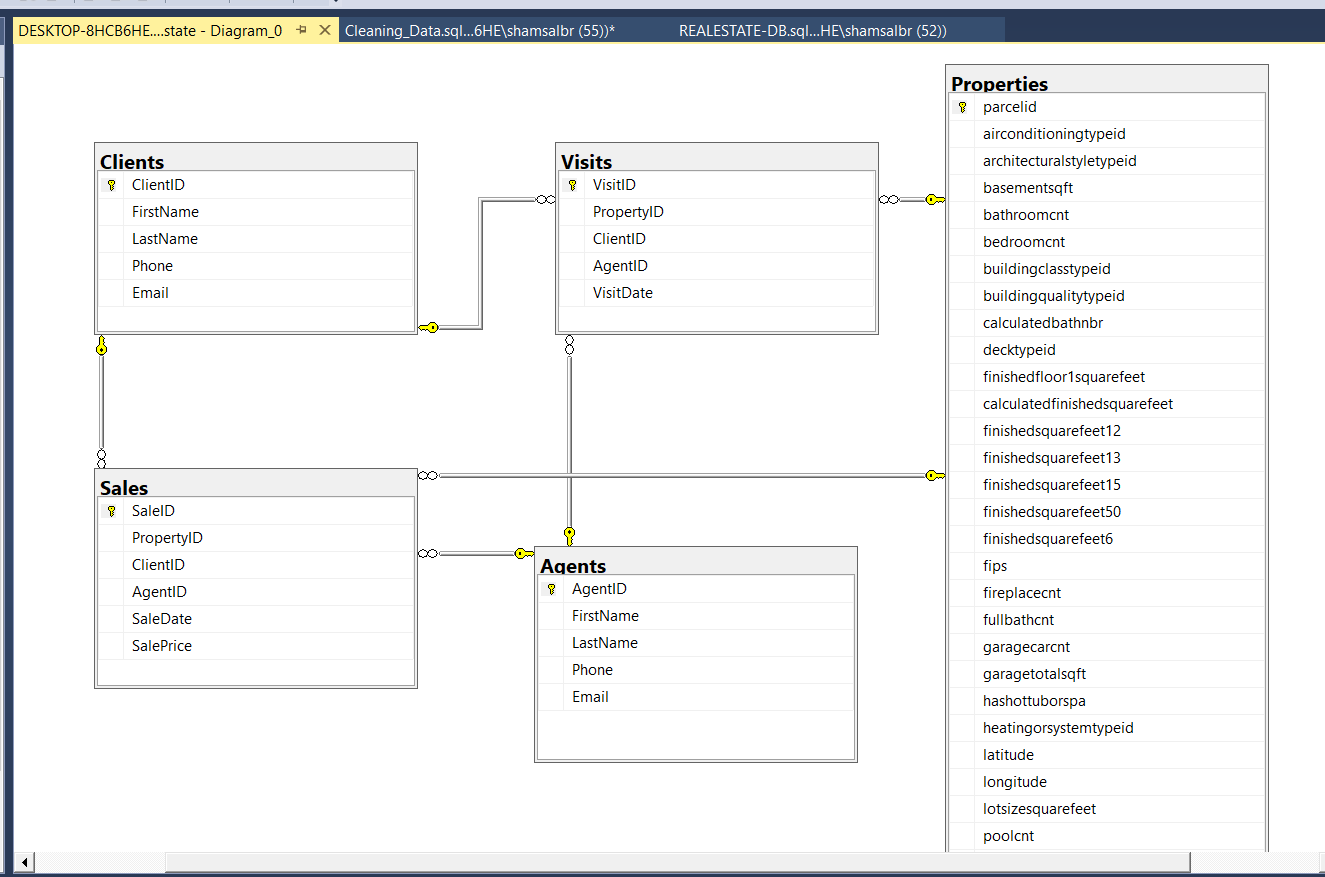 DESKTOP-8HCB6HE....state - Diagram_0
Cleaning_Data.sql...6HE\shamsalbr (55))*
REALESTATE-DB.sql...HE\shamsalbr (52))
Clients
ClientID
FirstName
LastName
Phone
Email
Visits
VisitID
PropertyID
ClientID
AgentID
VisitDate
Sales
SaleID
PropertyID
ClientID
AgentID
SaleDate
SalePrice
Agents
AgentID
FirstName
LastName
Phone
Email
Properties
parcelid
airconditioningtypeid
architecturalstyletypeid
basementsqft
bathroomcnt
bedroomcnt
buildingclasstypeid
buildingqualitytypeid
calculatedbathnbr
decktypeid
finishedfloor1squarefeet
calculatedfinishedsquarefeet
finishedsquarefeet12
finishedsquarefeet13
finishedsquarefeet15
finishedsquarefeet50
finishedsquarefeet6
fips
fireplacecnt
fullbathcnt
garagecarcnt
garagetotalsqft
hashottuborspa
heatingorsystemtypeid
latitude
longitude
lotsizesquarefeet
poolcnt